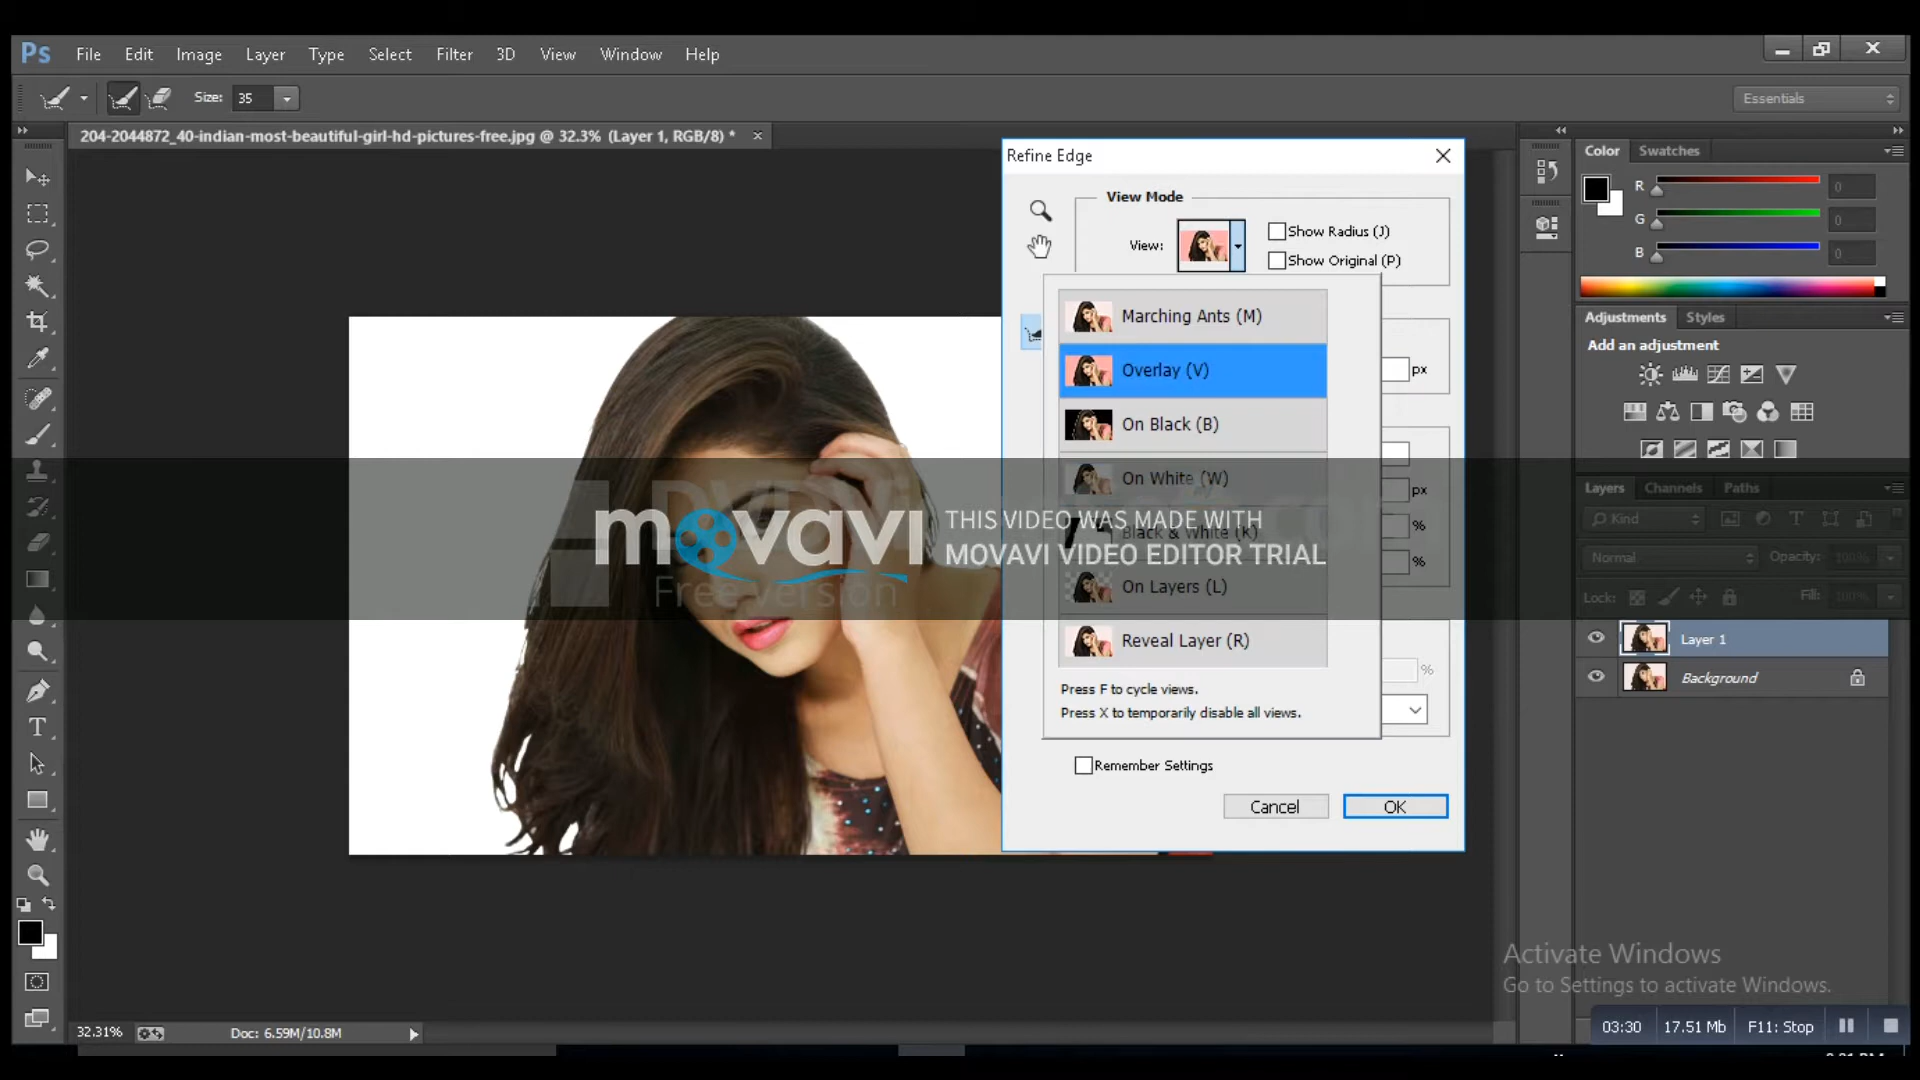 Ps File Edit Image Layer Type Select Filter 3D View Window Help
Size: 35 Essentials
204-2044872_40-indian-most-beautiful-girl-hd-pictures-free.jpg @ 32.3% (Layer 1, RGB/8) *
Refine Edge
View Mode
View:
Show Radius (J)
Show Original (P)
Marching Ants (M)
Overlay (V)
px
On Black (B)
On White (W)
px
Black & White (K)
%
%
On Layers (L)
Reveal Layer (R)
%
Press F to cycle views.
Press X to temporarily disable all views.
Remember Settings
Cancel OK
movavi
THIS VIDEO WAS MADE WITH
MOVAVI VIDEO EDITOR TRIAL
Free version
Color Swatches
R 0
G 0
B 0
Adjustments Styles
Add an adjustment
Layers Channels Paths
Kind
Normal Opacity: 100%
Lock: Fill: 100%
Layer 1
Background
Activate Windows
Go to Settings to activate Windows.
32.31% Doc: 6.59M/10.8M
03:30 17.51 Mb F11: Stop